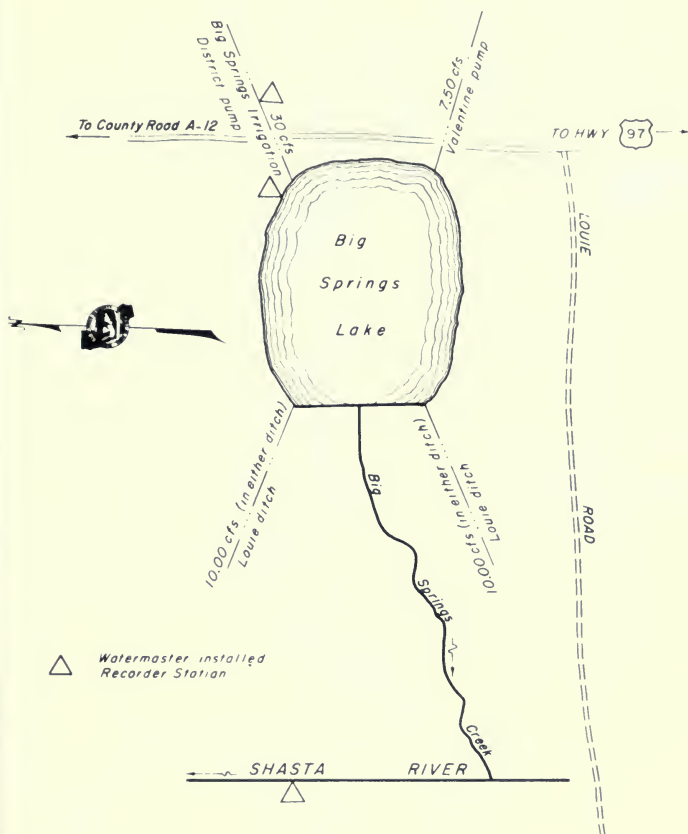 Big Springs Irrigation
District pump
30 cfs
7.50 cfs
Valentine pump
To County Road A-12
TO HWY 97
LOUIE
ROAD
Big
Springs
Lake
10.00 cfs (in either ditch)
Louie ditch
10.00 cfs (in either ditch)
Louie ditch
Big
Springs
Creek
Watermaster installed
Recorder Station
SHASTA RIVER